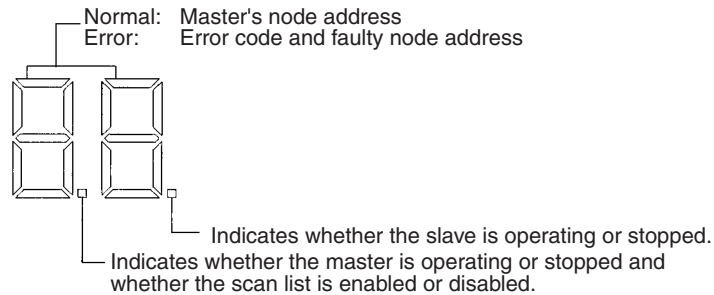 Normal: Master's node address
Error: Error code and faulty node address
Indicates whether the slave is operating or stopped.
Indicates whether the master is operating or stopped and
whether the scan list is enabled or disabled.